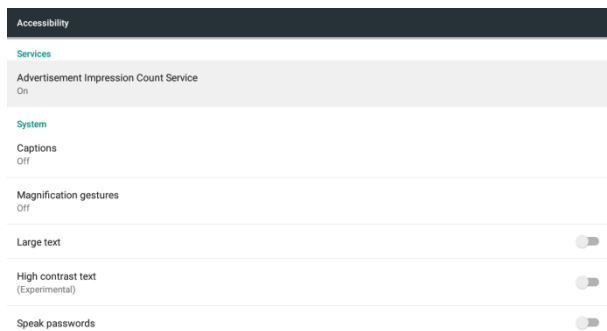 Accessibility
Services
Advertisement Impression Count Service
On
System
Captions
Off
Magnification gestures
Off
Large text
High contrast text
(Experimental)
Speak passwords